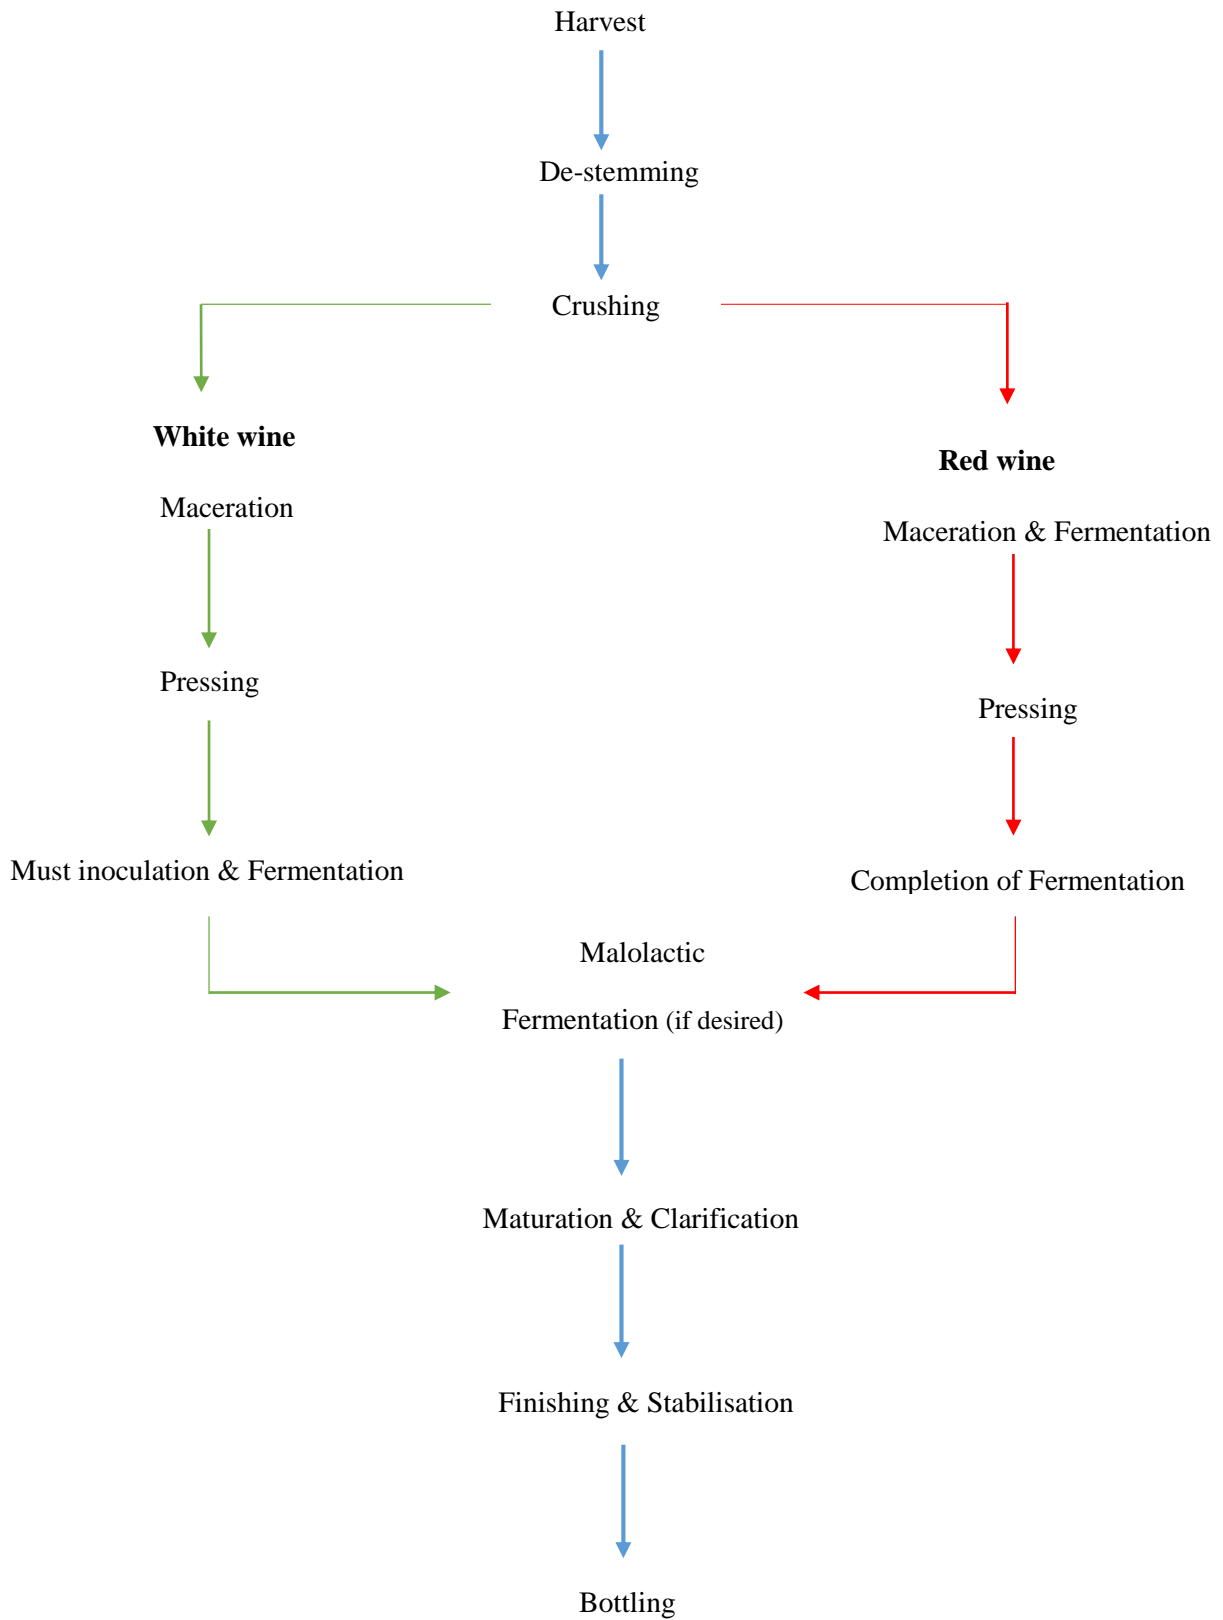 Harvest
De-stemming
Crushing
White wine
Maceration
Pressing
Must inoculation & Fermentation
Red wine
Maceration & Fermentation
Pressing
Completion of Fermentation
Malolactic
Fermentation (if desired)
Maturation & Clarification
Finishing & Stabilisation
Bottling